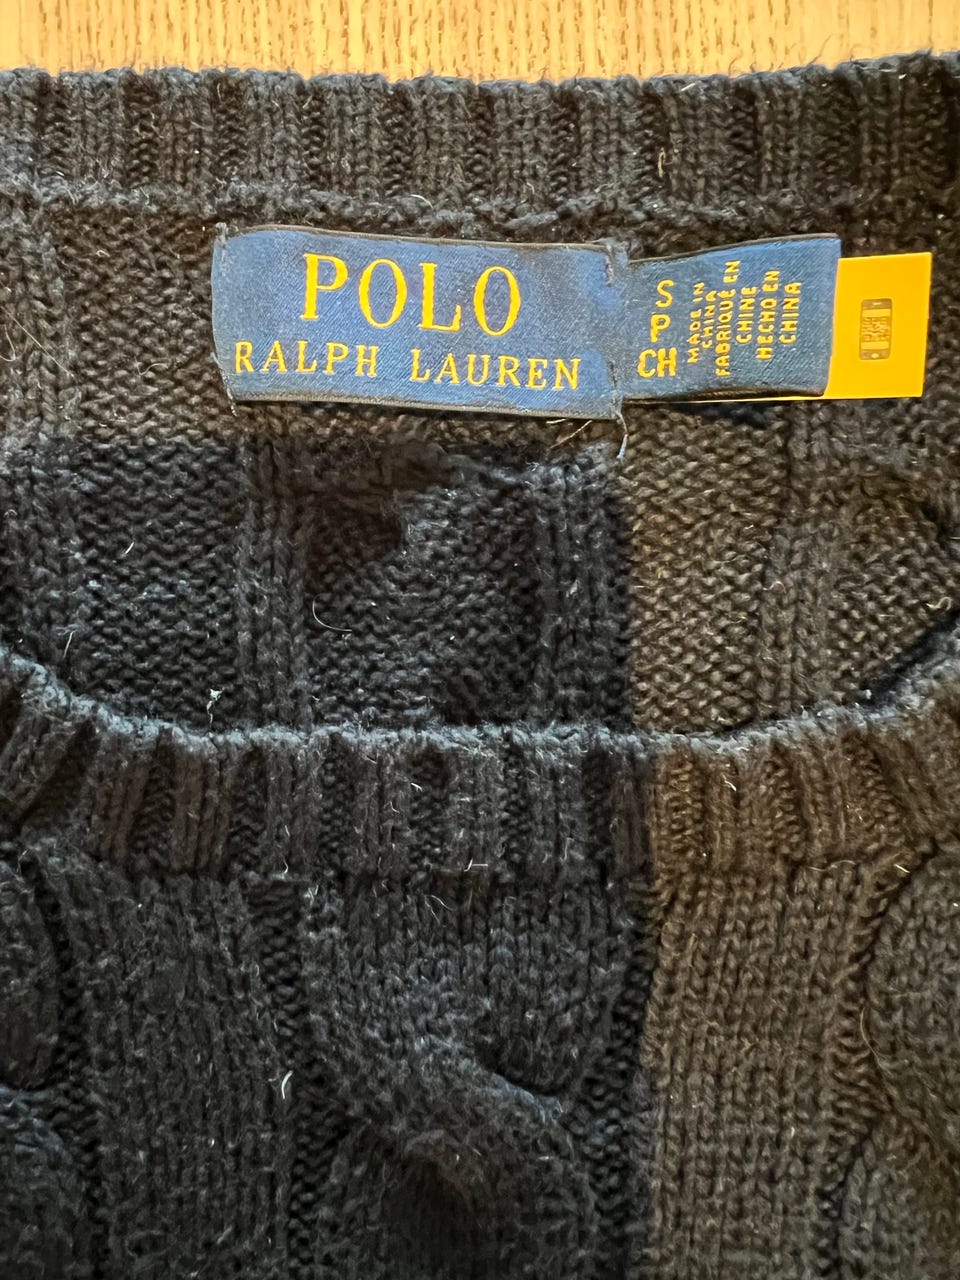 POLO
RALPH LAUREN
S
P
CH
MADE IN
CHINA
FABRIQUÉ EN
CHINE
HECHO EN
CHINA